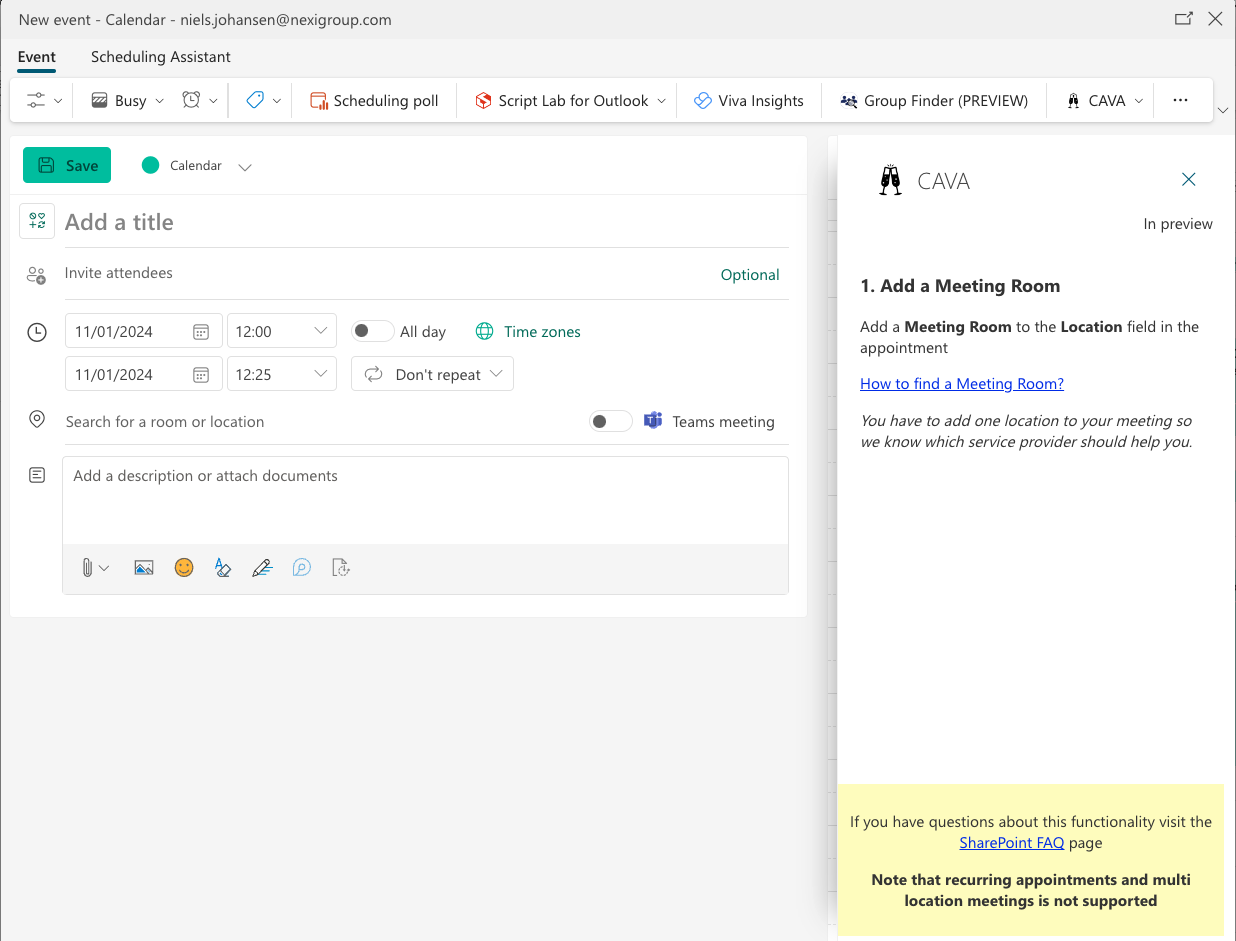 New event - Calendar - niels.johansen@nexigroup.com
Event Scheduling Assistant
Busy Scheduling poll Script Lab for Outlook Viva Insights Group Finder (PREVIEW) CAVA ...
Save Calendar
Add a title
Invite attendees Optional
11/01/2024 12:00 All day Time zones
11/01/2024 12:25 Don't repeat
Search for a room or location Teams meeting
Add a description or attach documents
CAVA
In preview
1. Add a Meeting Room
Add a Meeting Room to the Location field in the
appointment
How to find a Meeting Room?
You have to add one location to your meeting so
we know which service provider should help you.
If you have questions about this functionality visit the
SharePoint FAQ page
Note that recurring appointments and multi
location meetings is not supported